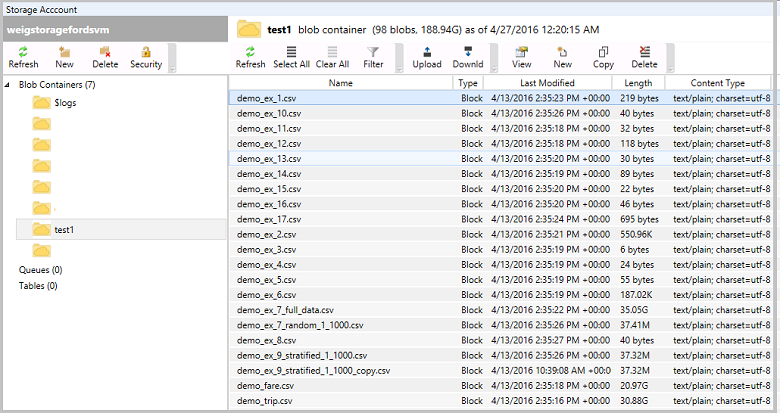 Storage Acccount
weigstoragefordsvm
Refresh New Delete Security
Blob Containers (7)
$logs
test1
Queues (0)
Tables (0)
test1 blob container (98 blobs, 188.94G) as of 4/27/2016 12:20:15 AM
Refresh Select All Clear All Filter Upload Downld View New Copy Delete
Name Type Last Modified Length Content Type
demo_ex_1.csv Block 4/13/2016 2:35:23 PM +00:00 219 bytes text/plain; charset=utf-8
demo_ex_10.csv Block 4/13/2016 2:35:26 PM +00:00 40 bytes text/plain; charset=utf-8
demo_ex_11.csv Block 4/13/2016 2:35:18 PM +00:00 32 bytes text/plain; charset=utf-8
demo_ex_12.csv Block 4/13/2016 2:35:18 PM +00:00 118 bytes text/plain; charset=utf-8
demo_ex_13.csv Block 4/13/2016 2:35:20 PM +00:00 30 bytes text/plain; charset=utf-8
demo_ex_14.csv Block 4/13/2016 2:35:19 PM +00:00 89 bytes text/plain; charset=utf-8
demo_ex_15.csv Block 4/13/2016 2:35:20 PM +00:00 22 bytes text/plain; charset=utf-8
demo_ex_16.csv Block 4/13/2016 2:35:20 PM +00:00 46 bytes text/plain; charset=utf-8
demo_ex_17.csv Block 4/13/2016 2:35:24 PM +00:00 695 bytes text/plain; charset=utf-8
demo_ex_2.csv Block 4/13/2016 2:35:21 PM +00:00 550.96K text/plain; charset=utf-8
demo_ex_3.csv Block 4/13/2016 2:35:19 PM +00:00 6 bytes text/plain; charset=utf-8
demo_ex_4.csv Block 4/13/2016 2:35:19 PM +00:00 24 bytes text/plain; charset=utf-8
demo_ex_5.csv Block 4/13/2016 2:35:19 PM +00:00 55 bytes text/plain; charset=utf-8
demo_ex_6.csv Block 4/13/2016 2:35:19 PM +00:00 187.02K text/plain; charset=utf-8
demo_ex_7_full_data.csv Block 4/13/2016 2:35:22 PM +00:00 35.05G text/plain; charset=utf-8
demo_ex_7_random_1_1000.csv Block 4/13/2016 2:35:26 PM +00:00 37.41M text/plain; charset=utf-8
demo_ex_8.csv Block 4/13/2016 2:35:27 PM +00:00 40 bytes text/plain; charset=utf-8
demo_ex_9_stratified_1_1000.csv Block 4/13/2016 2:35:26 PM +00:00 37.32M text/plain; charset=utf-8
demo_ex_9_stratified_1_1000_copy.csv Block 4/13/2016 10:39:08 AM +00:0 37.32M text/plain; charset=utf-8
demo_fare.csv Block 4/13/2016 2:35:18 PM +00:00 20.97G text/plain; charset=utf-8
demo_trip.csv Block 4/13/2016 2:35:16 PM +00:00 30.88G text/plain; charset=utf-8